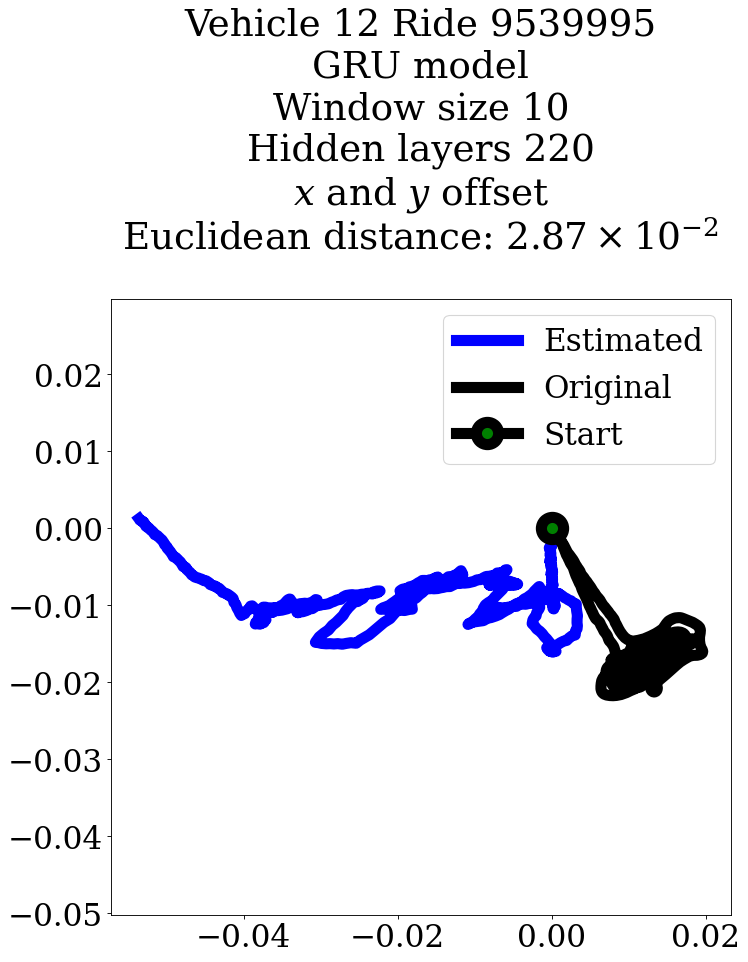 Vehicle 12 Ride 9539995
GRU model
Window size 10
Hidden layers 220
x and y offset
Euclidean distance: 2.87 × 10⁻²
Estimated
Original
Start
0.02
0.01
0.00
−0.01
−0.02
−0.03
−0.04
−0.05
−0.04 −0.02 0.00 0.02